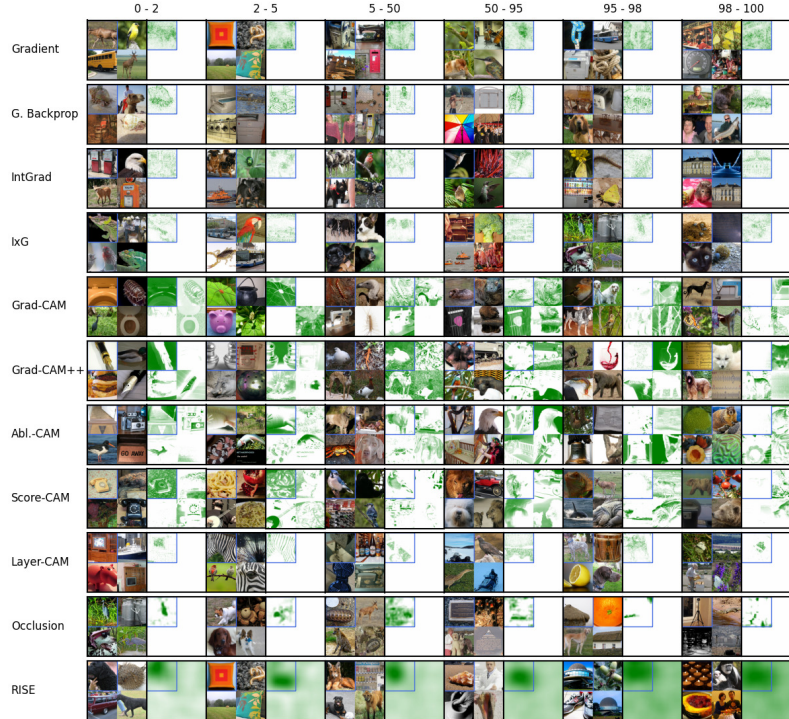 0 - 2 2 - 5 5 - 50 50 - 95 95 - 98 98 - 100
Gradient
G. Backprop
IntGrad
IxG
Grad-CAM
Grad-CAM++
Abl.-CAM
GO AWAY
Score-CAM
Layer-CAM
Occlusion
RISE